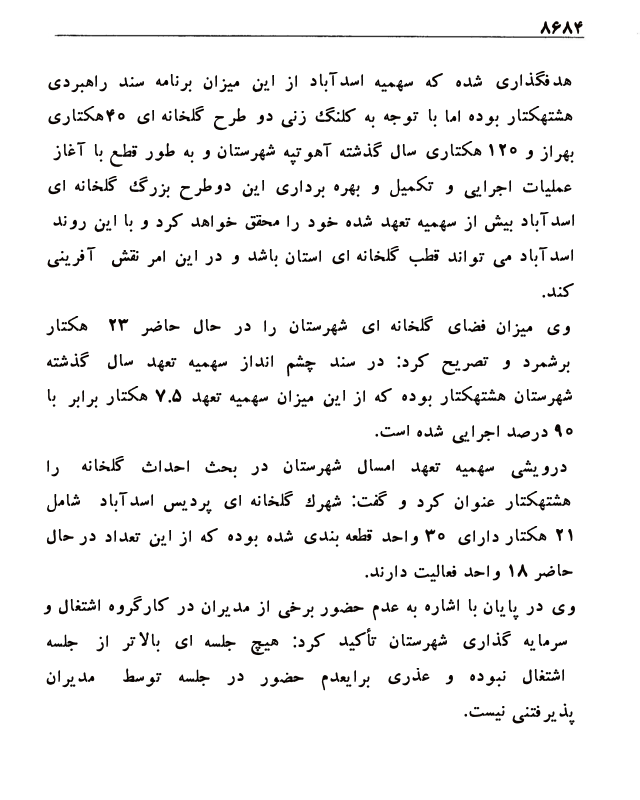 ۸۶۸۴
هدفگذاری شده که سهمیه اسدآباد از این میزان برنامه سند راهبردی
هشتهکتار بوده اما با توجه به کلنگ زنی دو طرح گلخانه ای ۴۰هکتاری
بهراز و ۱۲۰ هکتاری سال گذشته آهوتپه شهرستان و به طور قطع با آغاز
عملیات اجرایی و تکمیل و بهره برداری این دوطرح بزرگ گلخانه ای
اسدآباد بیش از سهمیه تعهد شده خود را محقق خواهد کرد و با این روند
اسدآباد می تواند قطب گلخانه ای استان باشد و در این امر نقش آفرینی
کند.
وی میزان فضای گلخانه ای شهرستان را در حال حاضر ۲۳ هکتار
برشمرد و تصریح کرد: در سند چشم انداز سهمیه تعهد سال گذشته
شهرستان هشتهکتار بوده که از این میزان سهمیه تعهد ۷.۵ هکتار برابر با
۹۰ درصد اجرایی شده است.
درویشی سهمیه تعهد امسال شهرستان در بحث احداث گلخانه را
هشتهکتار عنوان کرد و گفت: شهرك گلخانه ای پردیس اسدآباد شامل
۲۱ هکتار دارای ۳۰ واحد قطعه بندی شده بوده که از این تعداد در حال
حاضر ۱۸ واحد فعالیت دارند.
وی در پایان با اشاره به عدم حضور برخی از مدیران در کارگروه اشتغال و
سرمایه گذاری شهرستان تأکید کرد: هیچ جلسه ای بالاتر از جلسه
اشتغال نبوده و عذری برایعدم حضور در جلسه توسط مدیران
پذیرفتنی نیست.